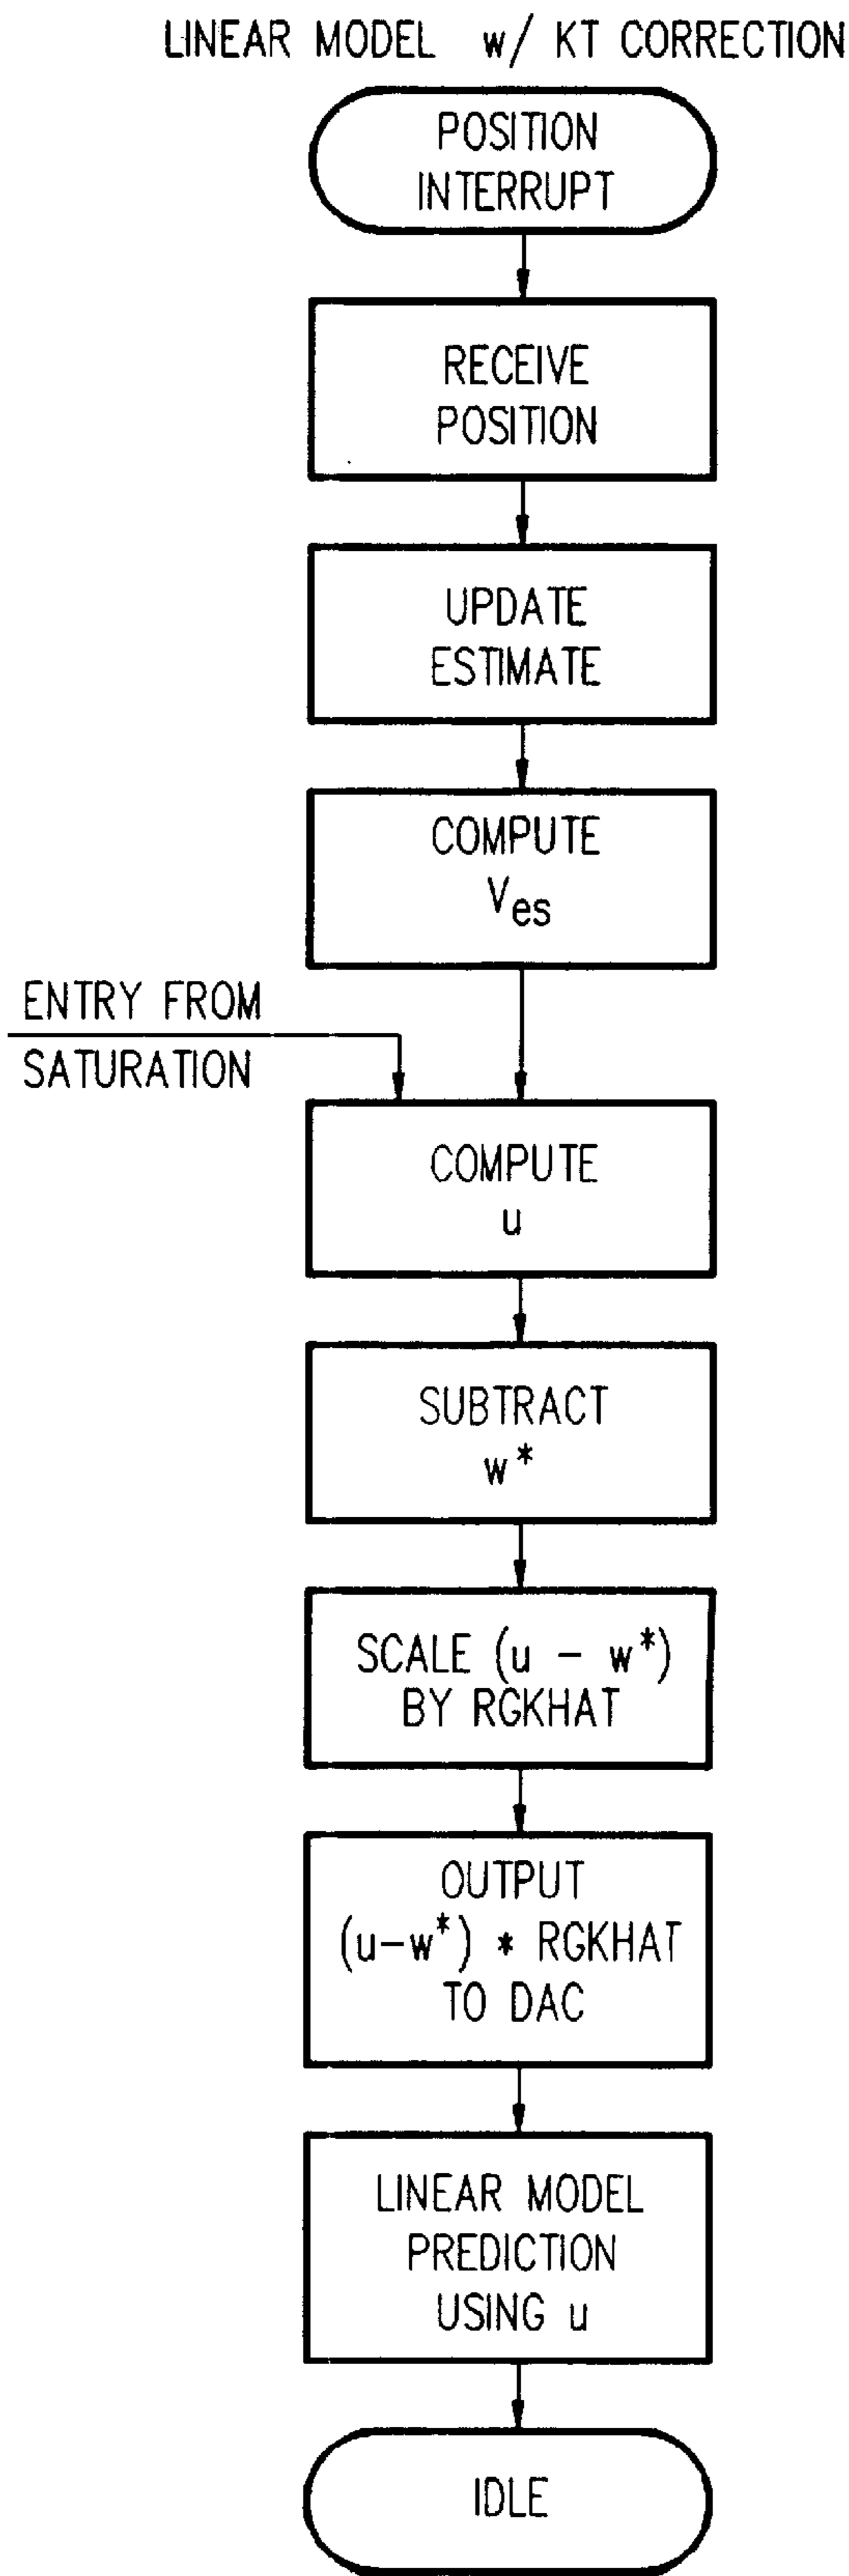 LINEAR MODEL w/ KT CORRECTION
POSITION
INTERRUPT
RECEIVE
POSITION
UPDATE
ESTIMATE
COMPUTE
Ves
ENTRY FROM
SATURATION
COMPUTE
u
SUBTRACT
w*
SCALE (u - w*)
BY RGKHAT
OUTPUT
(u-w*) * RGKHAT
TO DAC
LINEAR MODEL
PREDICTION
USING u
IDLE